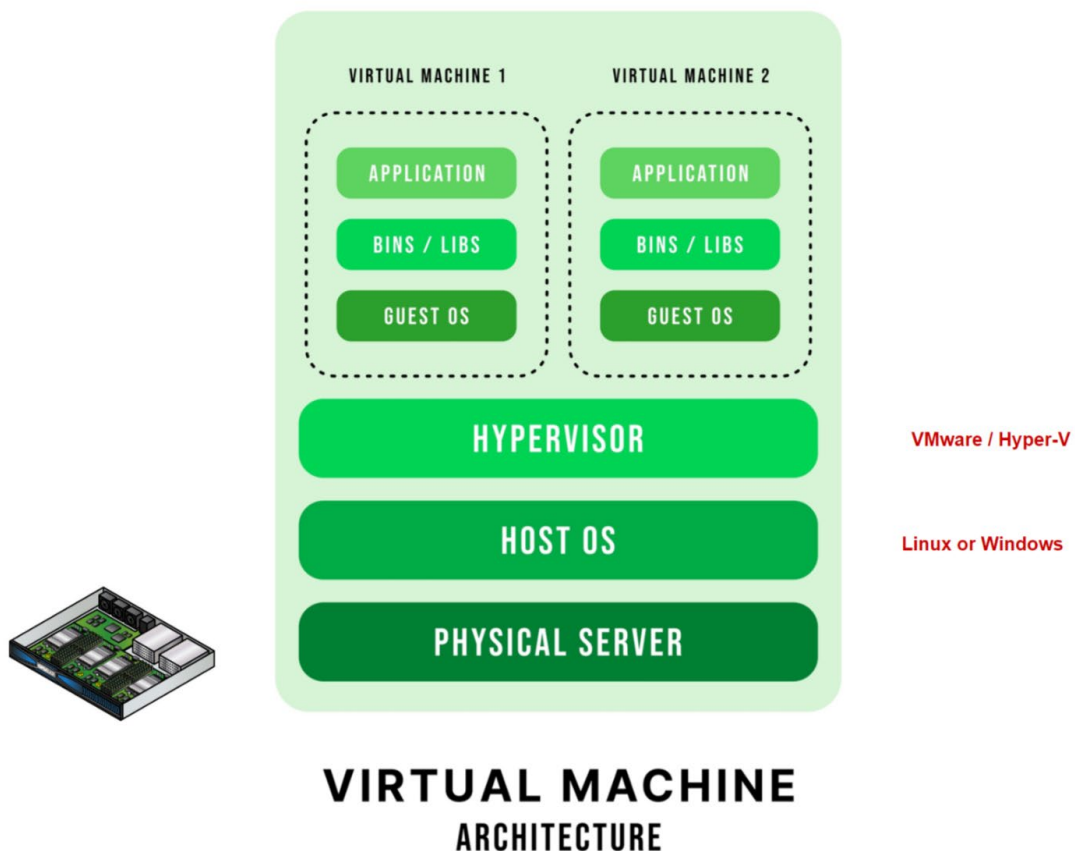 VIRTUAL MACHINE 1
VIRTUAL MACHINE 2
APPLICATION
APPLICATION
BINS / LIBS
BINS / LIBS
GUEST OS
GUEST OS
HYPERVISOR
VMware / Hyper-V
HOST OS
Linux or Windows
PHYSICAL SERVER
VIRTUAL MACHINE
ARCHITECTURE